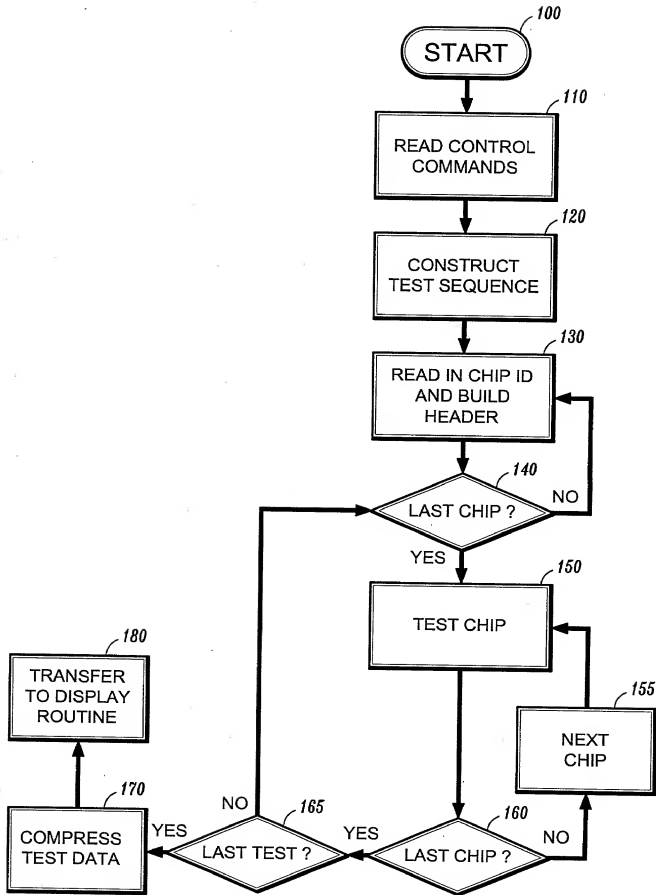 100
START
110
READ CONTROL
COMMANDS
120
CONSTRUCT
TEST SEQUENCE
130
READ IN CHIP ID
AND BUILD
HEADER
140
LAST CHIP ?
NO
YES
150
TEST CHIP
155
NEXT
CHIP
160
LAST CHIP ?
NO
YES
165
LAST TEST ?
NO
YES
170
COMPRESS
TEST DATA
180
TRANSFER
TO DISPLAY
ROUTINE